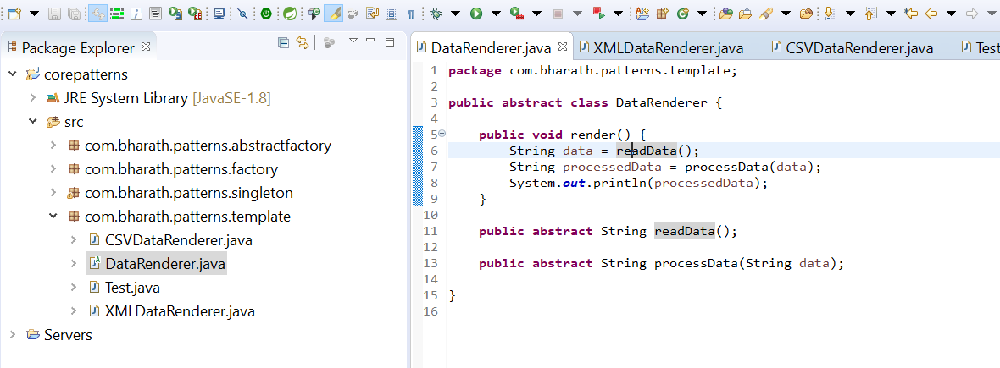 Package Explorer
corepatterns
JRE System Library [JavaSE-1.8]
src
com.bharath.patterns.abstractfactory
com.bharath.patterns.factory
com.bharath.patterns.singleton
com.bharath.patterns.template
CSVDataRenderer.java
DataRenderer.java
Test.java
XMLDataRenderer.java
Servers
DataRenderer.java XMLDataRenderer.java CSVDataRenderer.java Test
1 package com.bharath.patterns.template;
2
3 public abstract class DataRenderer {
4
5 public void render() {
6 String data = readData();
7 String processedData = processData(data);
8 System.out.println(processedData);
9 }
10
11 public abstract String readData();
12
13 public abstract String processData(String data);
14
15 }
16